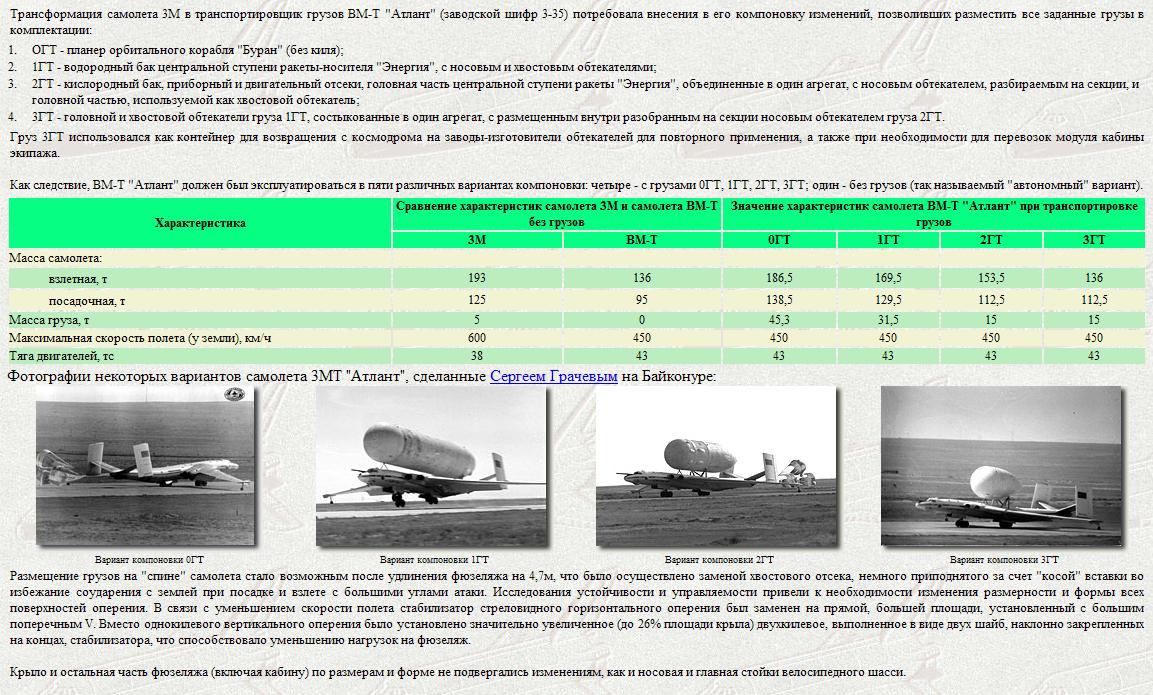 Трансформация самолета 3М в транспортировщик грузов ВМ-Т "Атлант" (заводской шифр 3-35) потребовала внесения в его компоновку изменений, позволивших разместить все заданные грузы в
комплектации:
1. ОГТ - планер орбитального корабля "Буран" (без киля);
2. 1ГТ - водородный бак центральной ступени ракеты-носителя "Энергия", с носовым и хвостовым обтекателями;
3. 2ГТ - кислородный бак, приборный и двигательный отсеки, головная часть центральной ступени ракеты "Энергия", объединенные в один агрегат, с носовым обтекателем, разбираемым на секции, и
головной частью, используемой как хвостовой обтекатель;
4. 3ГТ - головной и хвостовой обтекатели груза 1ГТ, состыкованные в один агрегат, с размещенным внутри разобранным на секции носовым обтекателем груза 2ГТ.
Груз 3ГТ использовался как контейнер для возвращения с космодрома на заводы-изготовители обтекателей для повторного применения, а также при необходимости для перевозок модуля кабины
экипажа.
Как следствие, ВМ-Т "Атлант" должен был эксплуатироваться в пяти различных вариантах компоновки: четыре - с грузами 0ГТ, 1ГТ, 2ГТ, 3ГТ; один - без грузов (так называемый "автономный" вариант).
Характеристика
Сравнение характеристик самолета 3М и самолета ВМ-Т
без грузов
Значение характеристик самолета ВМ-Т "Атлант" при транспортировке
грузов
3М ВМ-Т 0ГТ 1ГТ 2ГТ 3ГТ
Масса самолета:
взлетная, т 193 136 186,5 169,5 153,5 136
посадочная, т 125 95 138,5 129,5 112,5 112,5
Масса груза, т 5 0 45,3 31,5 15 15
Максимальная скорость полета (у земли), км/ч 600 450 450 450 450 450
Тяга двигателей, тс 38 43 43 43 43 43
Фотографии некоторых вариантов самолета 3МТ "Атлант", сделанные Сергеем Грачевым на Байконуре:
Вариант компоновки 0ГТ
Вариант компоновки 1ГТ
Вариант компоновки 2ГТ
Вариант компоновки 3ГТ
Размещение грузов на "спине" самолета стало возможным после удлинения фюзеляжа на 4,7м, что было осуществлено заменой хвостового отсека, немного приподнятого за счет "косой" вставки во
избежание соударения с землей при посадке и взлете с большими углами атаки. Исследования устойчивости и управляемости привели к необходимости изменения размерности и формы всех
поверхностей оперения. В связи с уменьшением скорости полета стабилизатор стреловидного горизонтального оперения был заменен на прямой, большей площади, установленный с большим
поперечным V. Вместо однокилевого вертикального оперения было установлено значительно увеличенное (до 26% площади крыла) двухкилевое, выполненное в виде двух шайб, наклонно закрепленных
на концах, стабилизатора, что способствовало уменьшению нагрузок на фюзеляж.
Крыло и остальная часть фюзеляжа (включая кабину) по размерам и форме не подвергались изменениям, как и носовая и главная стойки велосипедного шасси.